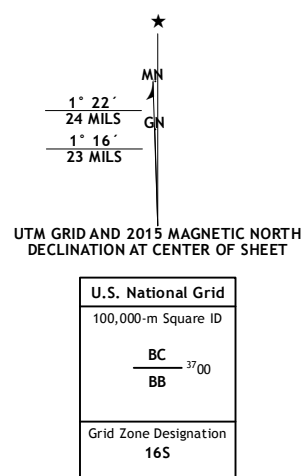 ★
MN
1° 22´
24 MILS
GN
1° 16´
23 MILS
UTM GRID AND 2015 MAGNETIC NORTH
DECLINATION AT CENTER OF SHEET
U.S. National Grid
100,000-m Square ID
BC
3700
BB
Grid Zone Designation
16S